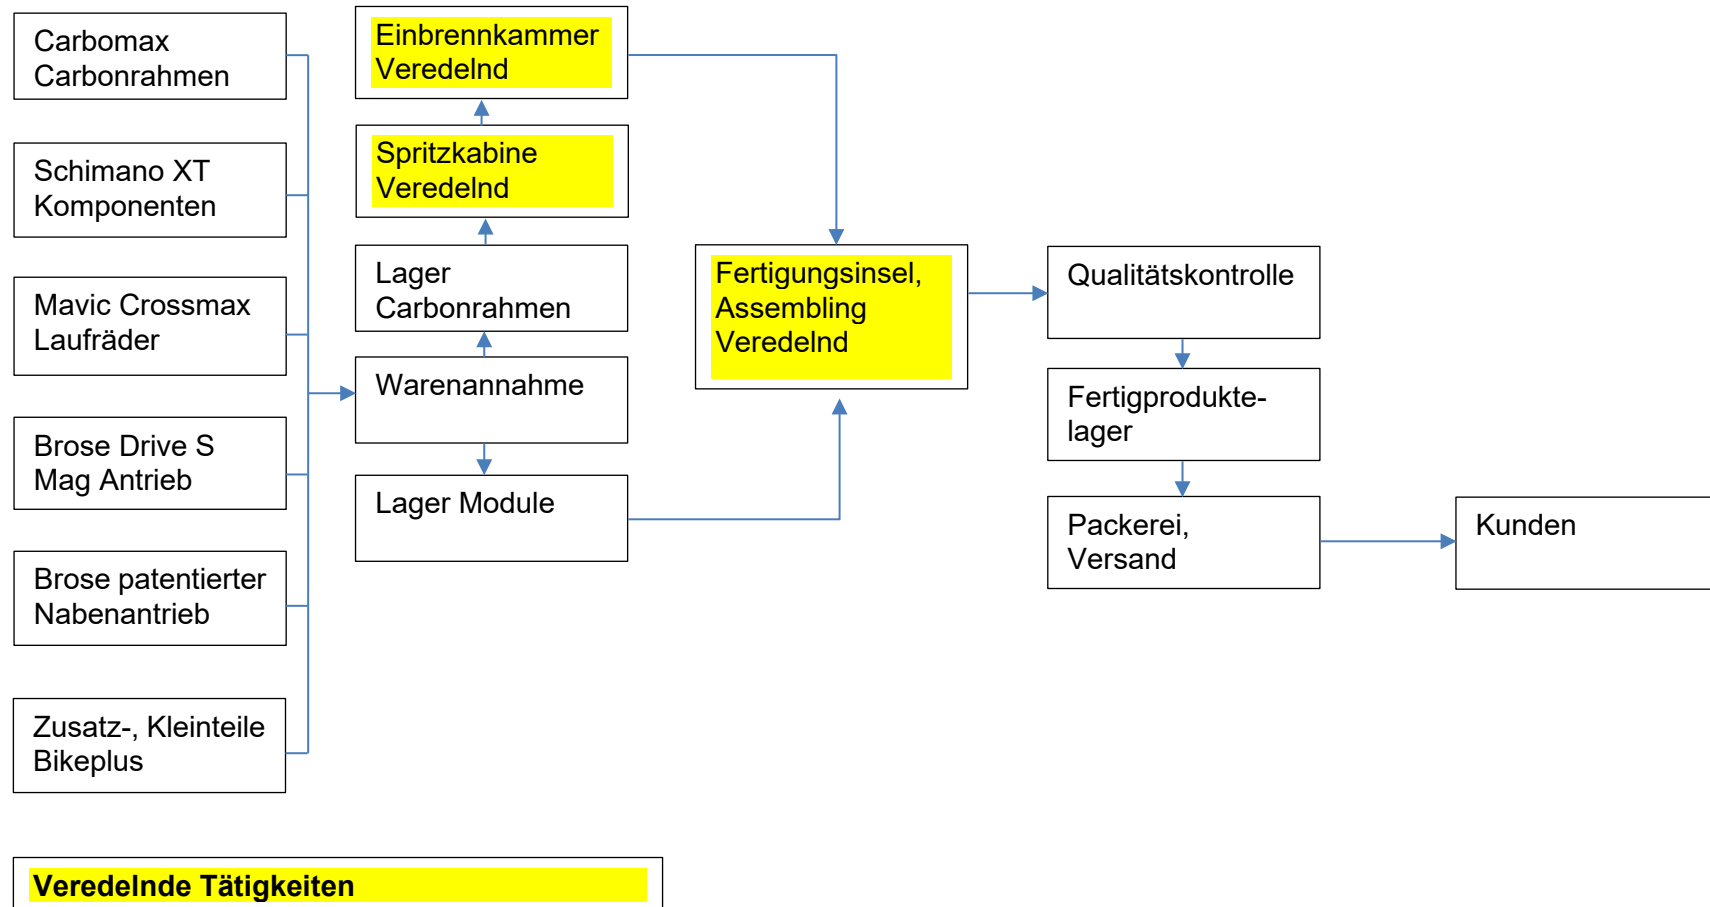 Carbomax
Carbonrahmen
Schimano XT
Komponenten
Mavic Crossmax
Laufräder
Brose Drive S
Mag Antrieb
Brose patentierter
Nabenantrieb
Zusatz-, Kleinteile
Bikeplus
Einbrennkammer
Veredelnd
Spritzkabine
Veredelnd
Lager
Carbonrahmen
Warenannahme
Lager Module
Fertigungsinsel,
Assembling
Veredelnd
Qualitätskontrolle
Fertigprodukte-
lager
Packerei,
Versand
Kunden
Veredelnde Tätigkeiten